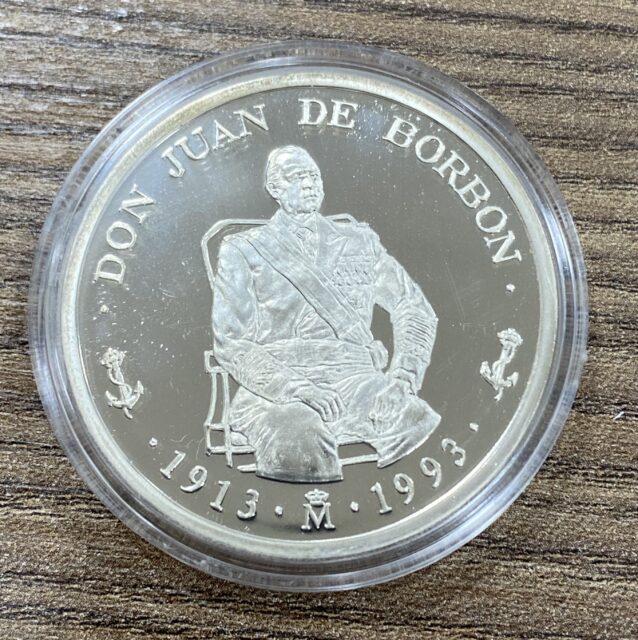 · DON JUAN DE BORBON ·
· 1913 · M · 1993 ·